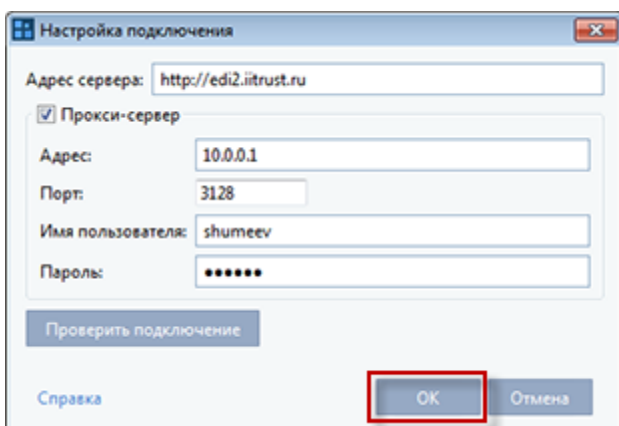 Настройка подключения
Адрес сервера: http://edi2.iitrust.ru
Прокси-сервер
Адрес: 10.0.0.1
Порт: 3128
Имя пользователя: shumeev
Пароль: ••••••
Проверить подключение
Справка OK Отмена